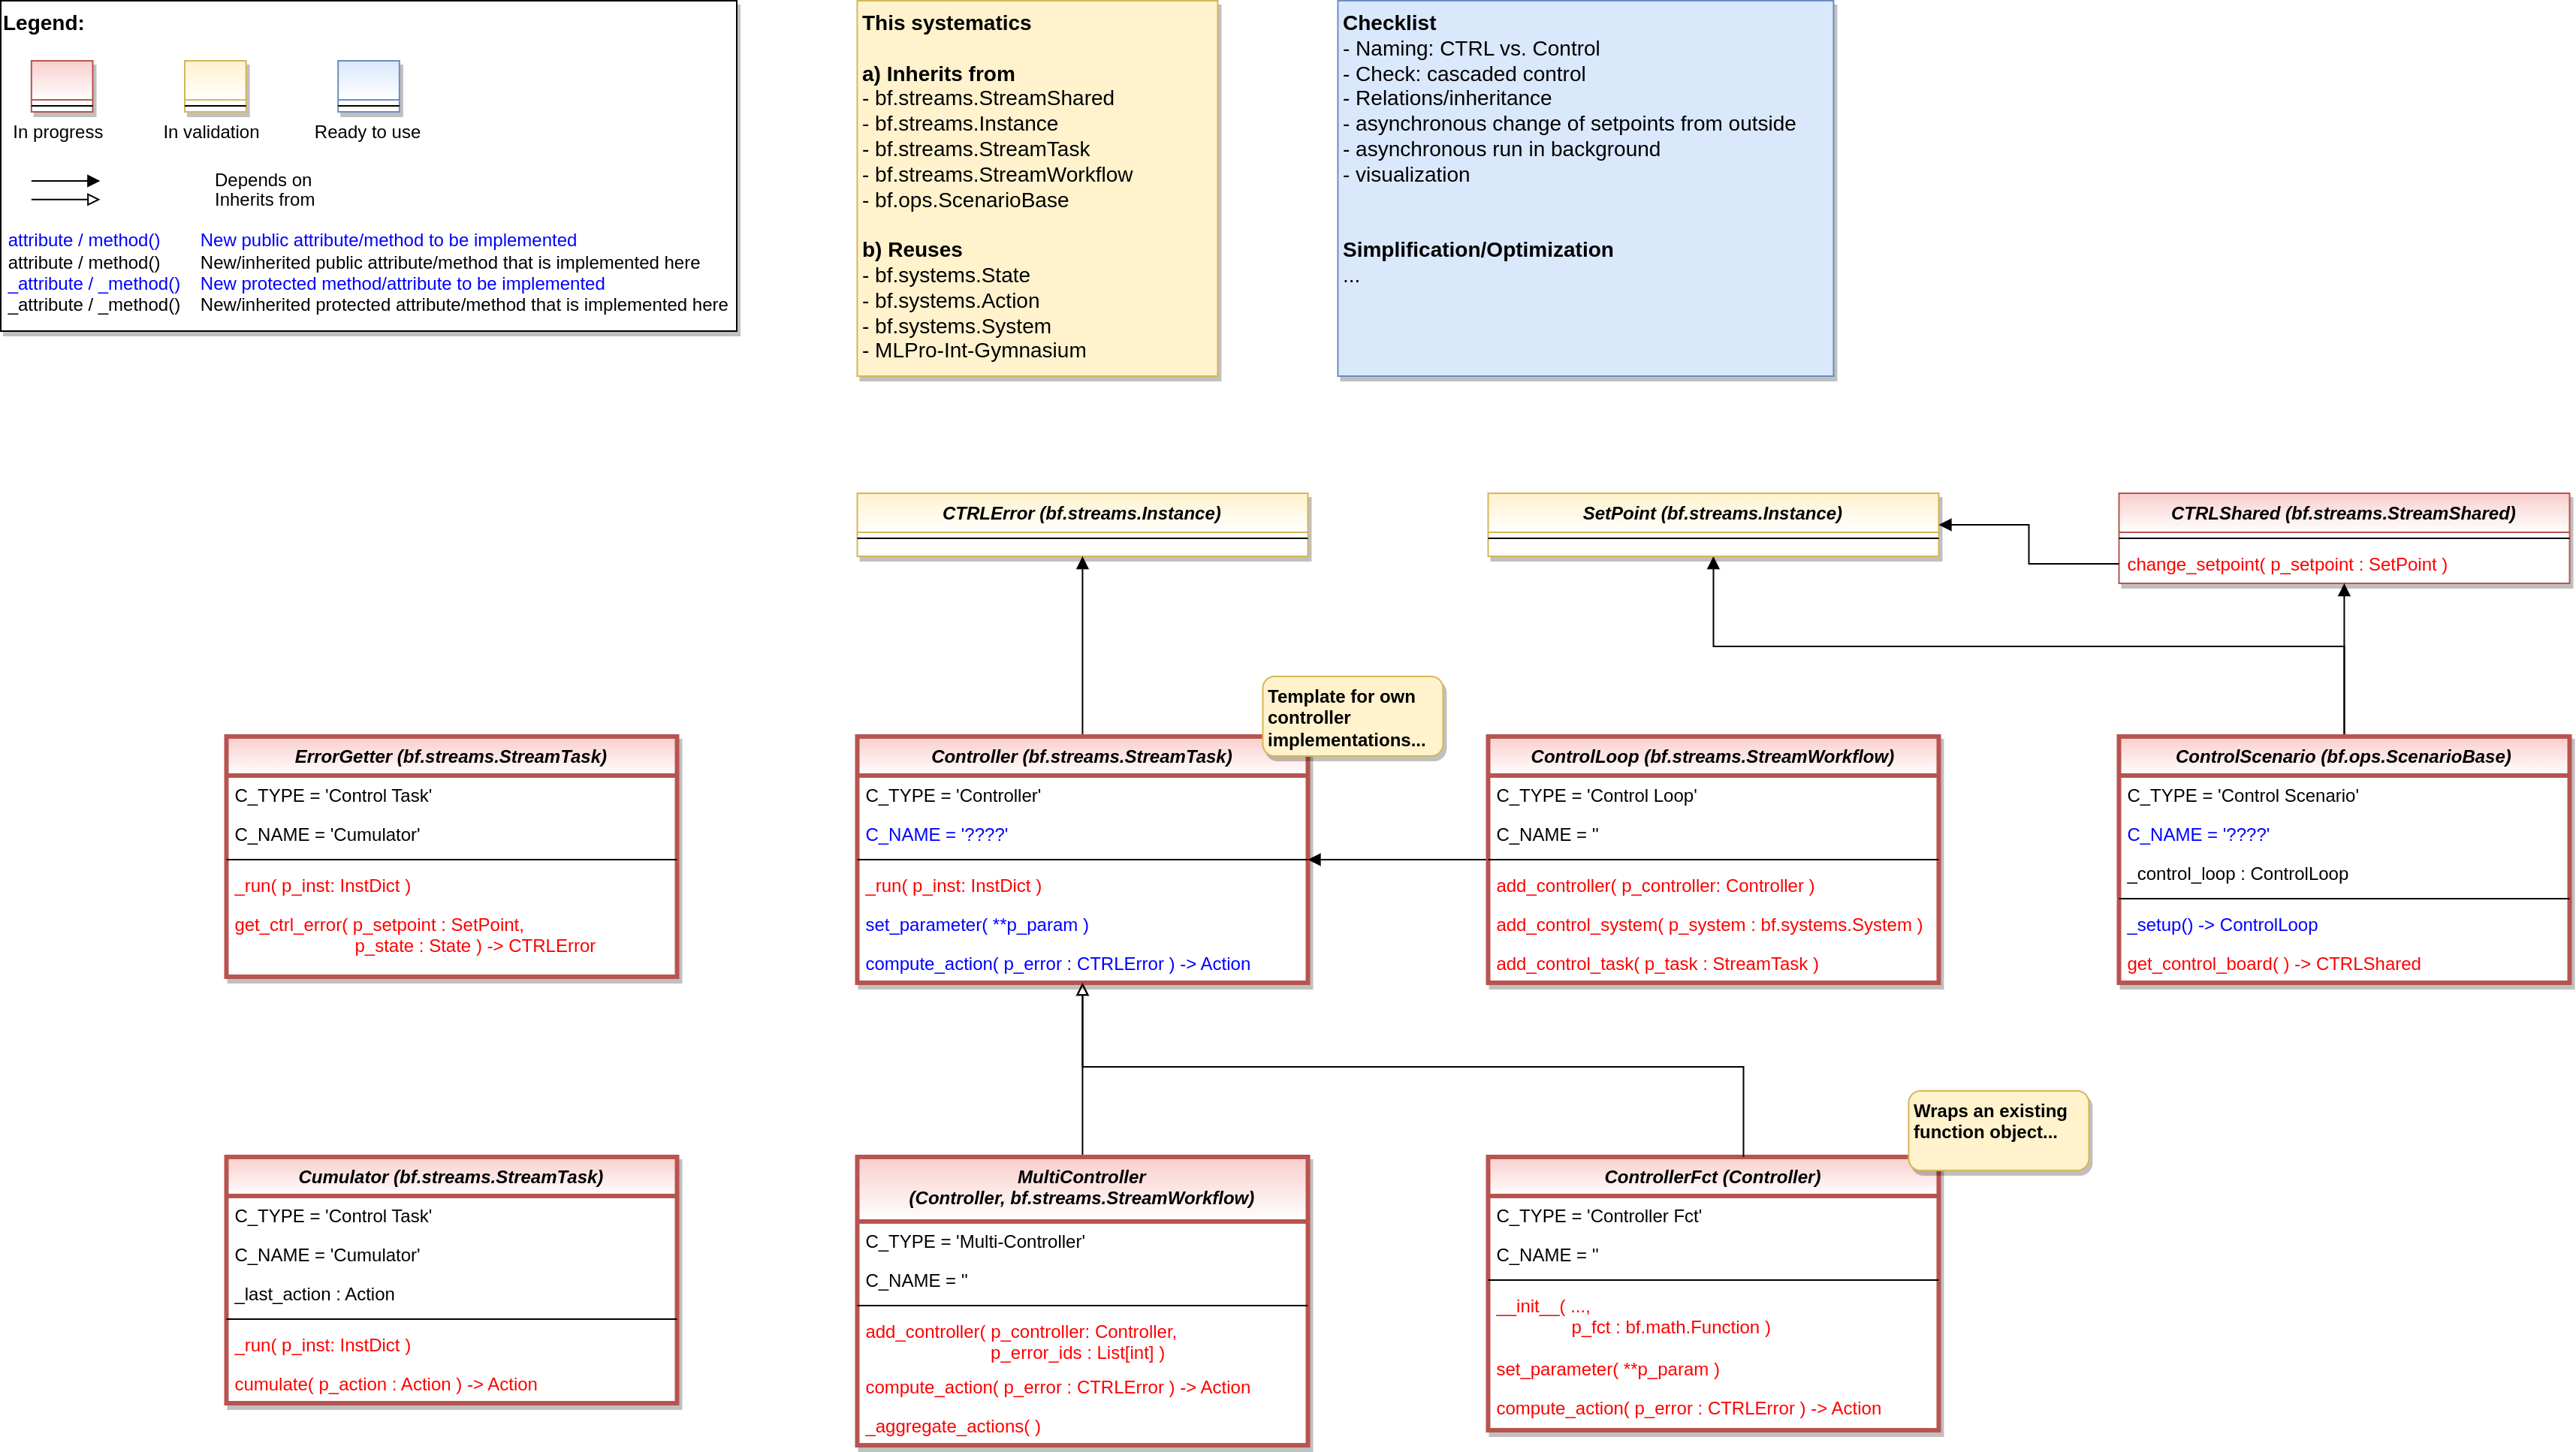 Legend:
In progress
In validation
Ready to use
Depends on
Inherits from
attribute / method() New public attribute/method to be implemented
attribute / method() New/inherited public attribute/method that is implemented here
_attribute / _method() New protected method/attribute to be implemented
_attribute / _method() New/inherited protected attribute/method that is implemented here
This systematics
a) Inherits from
- bf.streams.StreamShared
- bf.streams.Instance
- bf.streams.StreamTask
- bf.streams.StreamWorkflow
- bf.ops.ScenarioBase
b) Reuses
- bf.systems.State
- bf.systems.Action
- bf.systems.System
- MLPro-Int-Gymnasium
Checklist
- Naming: CTRL vs. Control
- Check: cascaded control
- Relations/inheritance
- asynchronous change of setpoints from outside
- asynchronous run in background
- visualization
Simplification/Optimization
...
CTRLError (bf.streams.Instance)
SetPoint (bf.streams.Instance)
CTRLShared (bf.streams.StreamShared)
change_setpoint( p_setpoint : SetPoint )
Template for own
controller
implementations...
ErrorGetter (bf.streams.StreamTask)
C_TYPE = 'Control Task'
C_NAME = 'Cumulator'
_run( p_inst: InstDict )
get_ctrl_error( p_setpoint : SetPoint,
p_state : State ) -> CTRLError
Controller (bf.streams.StreamTask)
C_TYPE = 'Controller'
C_NAME = '????'
_run( p_inst: InstDict )
set_parameter( **p_param )
compute_action( p_error : CTRLError ) -> Action
ControlLoop (bf.streams.StreamWorkflow)
C_TYPE = 'Control Loop'
C_NAME = ''
add_controller( p_controller: Controller )
add_control_system( p_system : bf.systems.System )
add_control_task( p_task : StreamTask )
ControlScenario (bf.ops.ScenarioBase)
C_TYPE = 'Control Scenario'
C_NAME = '????'
_control_loop : ControlLoop
_setup() -> ControlLoop
get_control_board( ) -> CTRLShared
Wraps an existing
function object...
Cumulator (bf.streams.StreamTask)
C_TYPE = 'Control Task'
C_NAME = 'Cumulator'
_last_action : Action
_run( p_inst: InstDict )
cumulate( p_action : Action ) -> Action
MultiController
(Controller, bf.streams.StreamWorkflow)
C_TYPE = 'Multi-Controller'
C_NAME = ''
add_controller( p_controller: Controller,
p_error_ids : List[int] )
compute_action( p_error : CTRLError ) -> Action
_aggregate_actions( )
ControllerFct (Controller)
C_TYPE = 'Controller Fct'
C_NAME = ''
__init__( ...,
p_fct : bf.math.Function )
set_parameter( **p_param )
compute_action( p_error : CTRLError ) -> Action